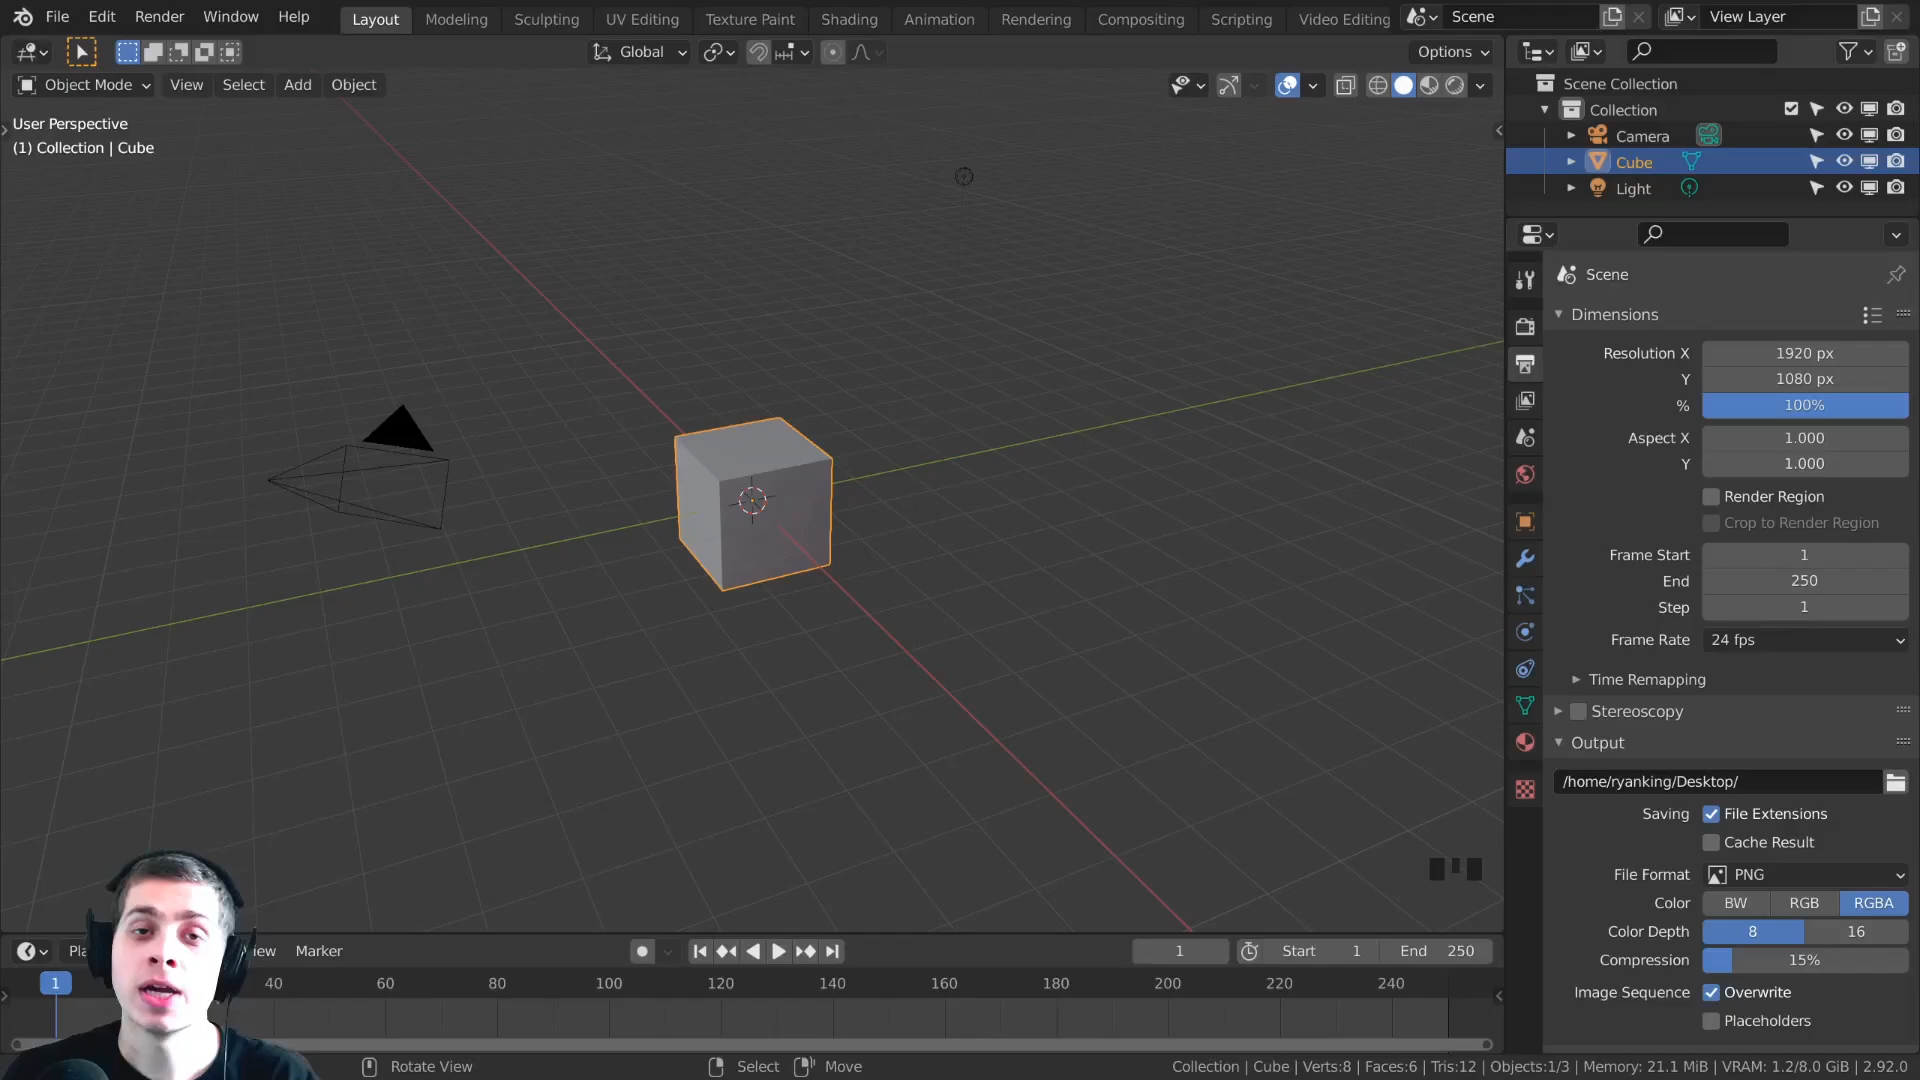 File Edit Render Window Help Layout Modeling Sculpting UV Editing Texture Paint Shading Animation Rendering Compositing Scripting Video Editing Scene View Layer
Global Options
Object Mode View Select Add Object
User Perspective
(1) Collection | Cube
Scene Collection
Collection
Camera
Cube
Light
Scene
Dimensions
Resolution X 1920 px
Y 1080 px
% 100%
Aspect X 1.000
Y 1.000
Render Region
Crop to Render Region
Frame Start 1
End 250
Step 1
Frame Rate 24 fps
Time Remapping
Stereoscopy
Output
/home/ryanking/Desktop/
Saving File Extensions
Cache Result
File Format PNG
Color BW RGB RGBA
Color Depth 8 16
Compression 15%
Image Sequence Overwrite
Placeholders
Marker 1 Start 1 End 250
1 40 60 80 100 120 140 160 180 200 220 240
Rotate View Select Move Collection | Cube | Verts:8 | Faces:6 | Tris:12 | Objects:1/3 | Memory: 21.1 MiB | VRAM: 1.2/8.0 GiB | 2.92.0